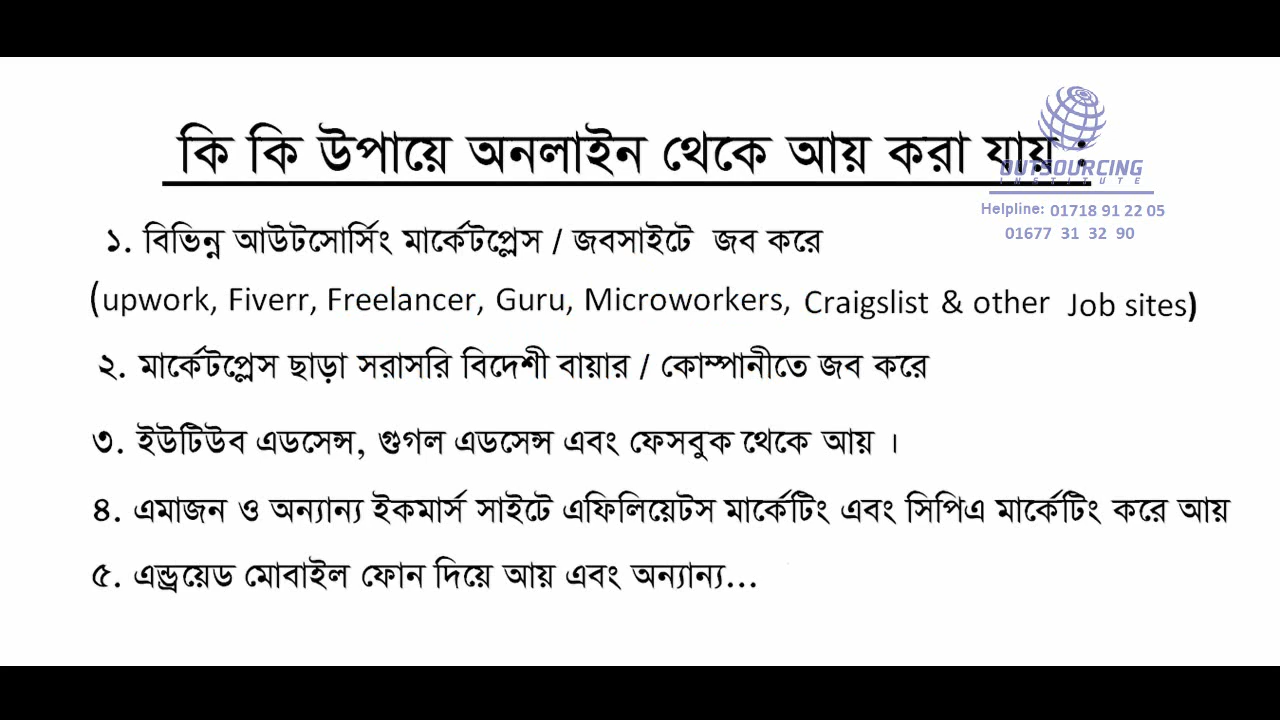 কি কি উপায়ে অনলাইন থেকে আয় করা যায় :
OUTSOURCING
INSTITUTE
Helpline: 01718 91 22 05
01677 31 32 90
১. বিভিন্ন আউটসোর্সিং মার্কেটপ্লেস / জবসাইটে জব করে
(upwork, Fiverr, Freelancer, Guru, Microworkers, Craigslist & other Job sites)
২. মার্কেটপ্লেস ছাড়া সরাসরি বিদেশী বায়ার / কোম্পানীতে জব করে
৩. ইউটিউব এডসেন্স, গুগল এডসেন্স এবং ফেসবুক থেকে আয় ।
৪. এমাজন ও অন্যান্য ইকমার্স সাইটে এফিলিয়েটস মার্কেটিং এবং সিপিএ মার্কেটিং করে আয়
৫. এন্ড্রয়েড মোবাইল ফোন দিয়ে আয় এবং অন্যান্য...